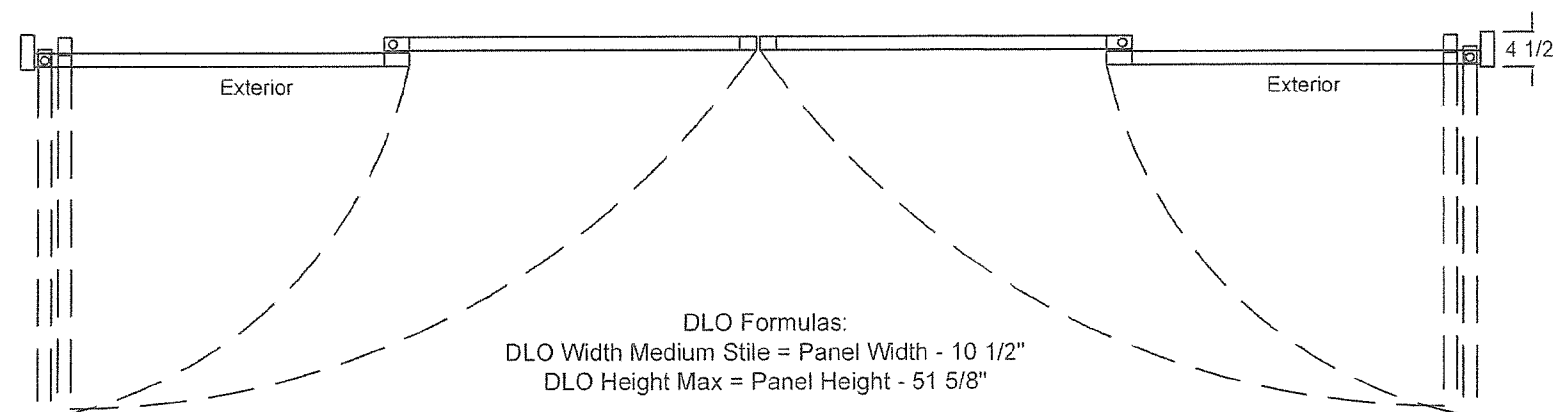 4 1/2
Exterior
Exterior
DLO Formulas:
DLO Width Medium Stile = Panel Width - 10 1/2"
DLO Height Max = Panel Height - 51 5/8"